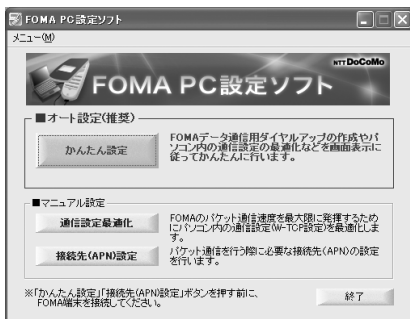 FOMA PC設定ソフト
メニュー(M)
NTT DoCoMo
FOMA PC設定ソフト
■オート設定(推奨)
かんたん設定
FOMAデータ通信用ダイヤルアップの作成やパ
ソコン内の通信設定の最適化などを画面表示に
従ってかんたんに行います。
■マニュアル設定
通信設定最適化
FOMAのパケット通信速度を最大限に発揮するため
にパソコン内の通信設定(W-TCP設定)を最適化しま
す。
接続先(APN)設定
パケット通信を行う際に必要な接続先(APN)の設定
を行います。
※「かんたん設定」「接続先(APN)設定」ボタンを押す前に、
FOMA端末を接続してください。
終了